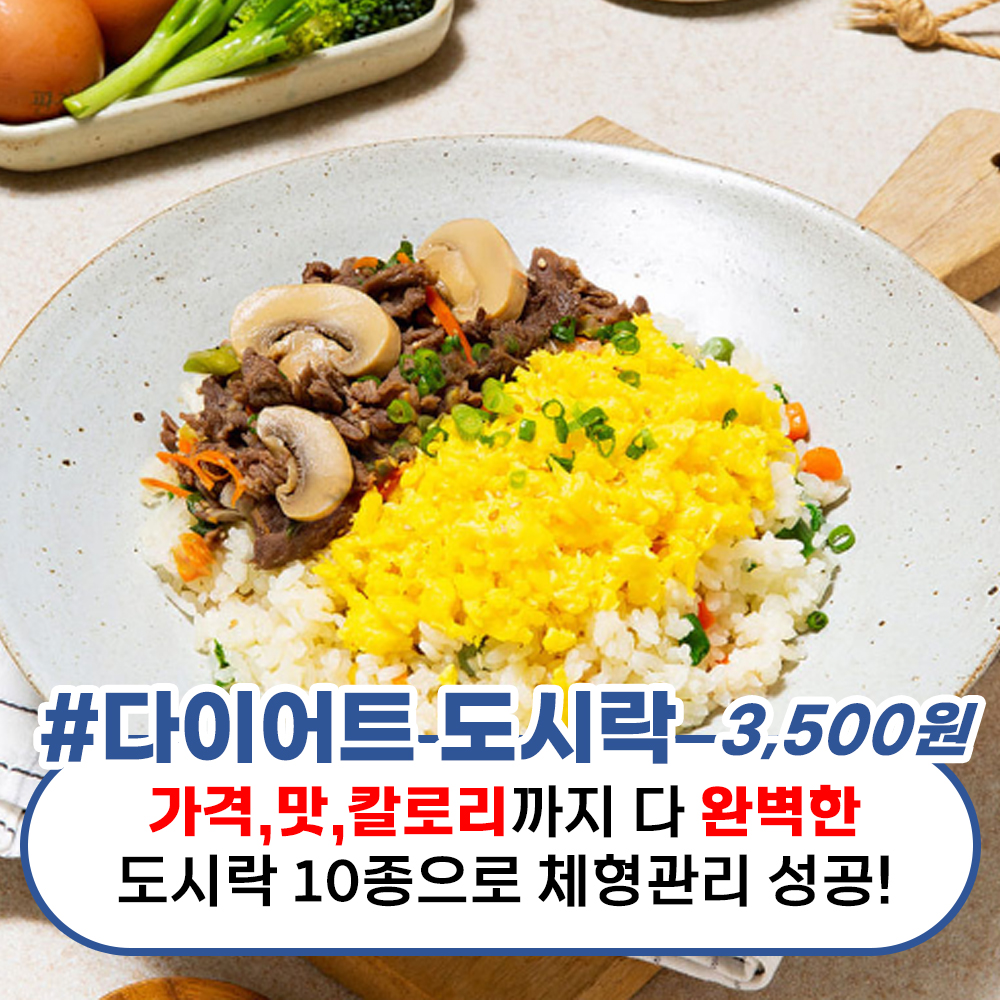 #다이어트 도시락 -3,500원
가격,맛,칼로리까지 다 완벽한
도시락 10종으로 체형관리 성공!